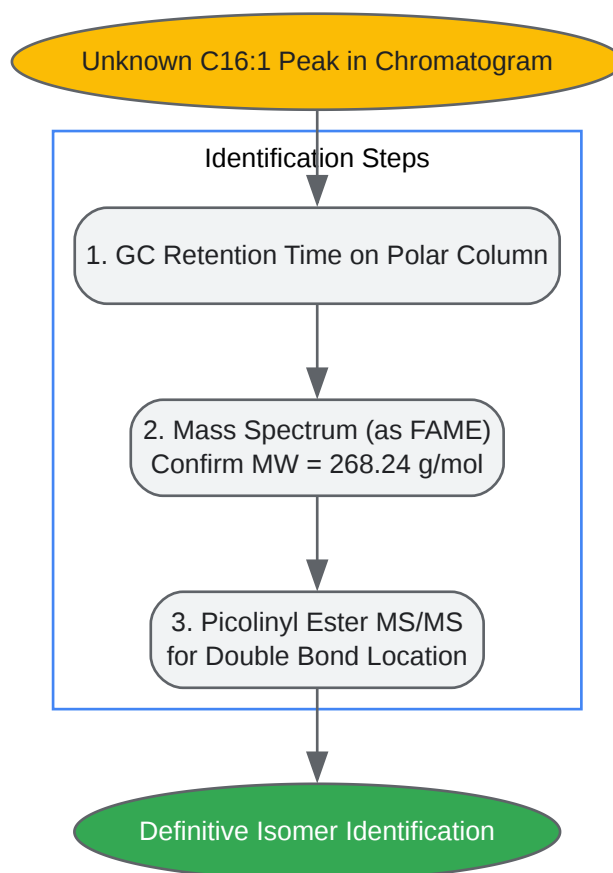 Unknown C16:1 Peak in Chromatogram
Identification Steps
1. GC Retention Time on Polar Column
2. Mass Spectrum (as FAME)
Confirm MW = 268.24 g/mol
3. Picolinyl Ester MS/MS
for Double Bond Location
Definitive Isomer Identification